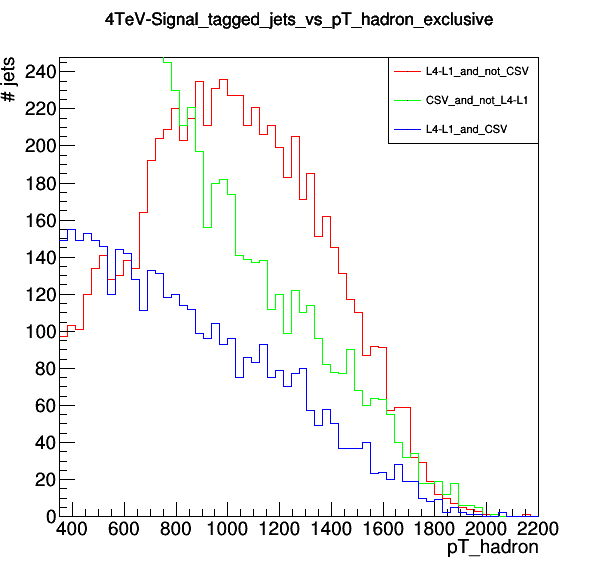 4TeV-Signal_tagged_jets_vs_pT_hadron_exclusive
# jets
L4-L1_and_not_CSV
CSV_and_not_L4-L1
L4-L1_and_CSV
240
220
200
180
160
140
120
100
80
60
40
20
0
400 600 800 1000 1200 1400 1600 1800 2000 2200
pT_hadron